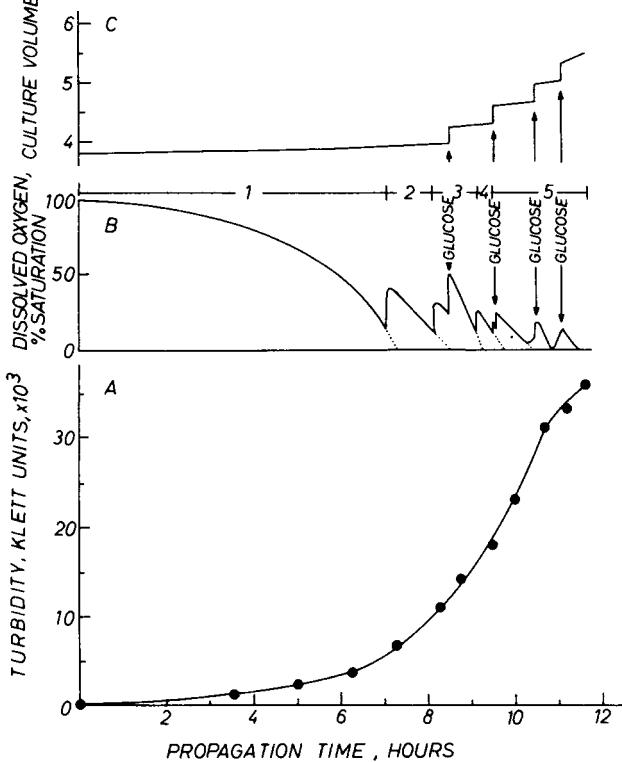 C
CULTURE VOLUME
6
5
4
1 2 3 4 5
B
DISSOLVED OXYGEN,
% SATURATION
100
50
0
GLUCOSE
GLUCOSE
GLUCOSE
GLUCOSE
A
TURBIDITY, KLETT UNITS, x10³
30
20
10
0
2 4 6 8 10 12
PROPAGATION TIME, HOURS